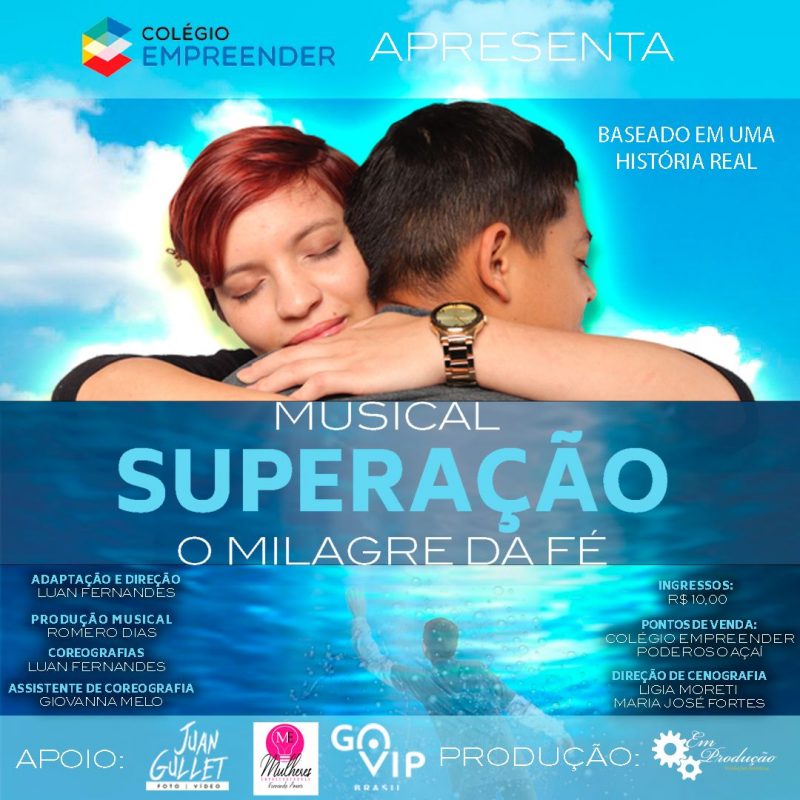 COLÉGIO
EMPREENDER
APRESENTA
BASEADO EM UMA
HISTÓRIA REAL
MUSICAL
SUPERAÇÃO
O MILAGRE DA FÉ
ADAPTAÇÃO E DIREÇÃO
LUAN FERNANDES
PRODUÇÃO MUSICAL
ROMERO DIAS
COREOGRAFIAS
LUAN FERNANDES
ASSISTENTE DE COREOGRAFIA
GIOVANNA MELO
INGRESSOS:
R$ 10,00
PONTOS DE VENDA:
COLÉGIO EMPREENDER
PODEROSO AÇAÍ
DIREÇÃO DE CENOGRAFIA
LIGIA MORETI
MARIA JOSÉ FORTES
APOIO:
JUAN
GULLET
FOTO | VÍDEO
ME
Mulheres
EMPREENDEDORAS
GO
VIP
BRASIL
PRODUÇÃO:
Em
Produção